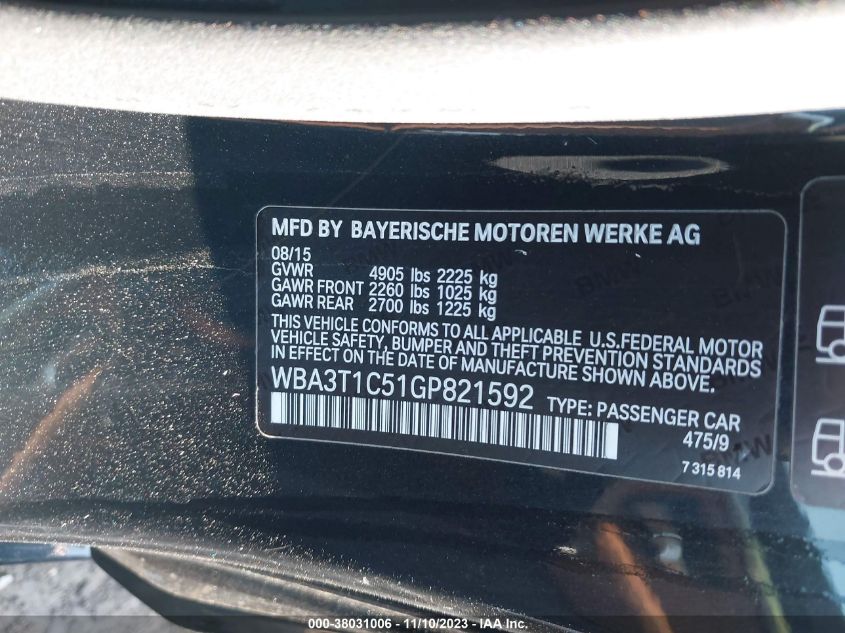 MFD BY BAYERISCHE MOTOREN WERKE AG
08/15
GVWR 4905 lbs 2225 kg
GAWR FRONT 2260 lbs 1025 kg
GAWR REAR 2700 lbs 1225 kg
THIS VEHICLE CONFORMS TO ALL APPLICABLE U.S.FEDERAL MOTOR
VEHICLE SAFETY, BUMPER AND THEFT PREVENTION STANDARDS
IN EFFECT ON THE DATE OF MANUFACTURE SHOWN ABOVE.
WBA3T1C51GP821592 TYPE: PASSENGER CAR
475/9
7 315 814
000-38031006 - 11/10/2023 - IAA Inc.